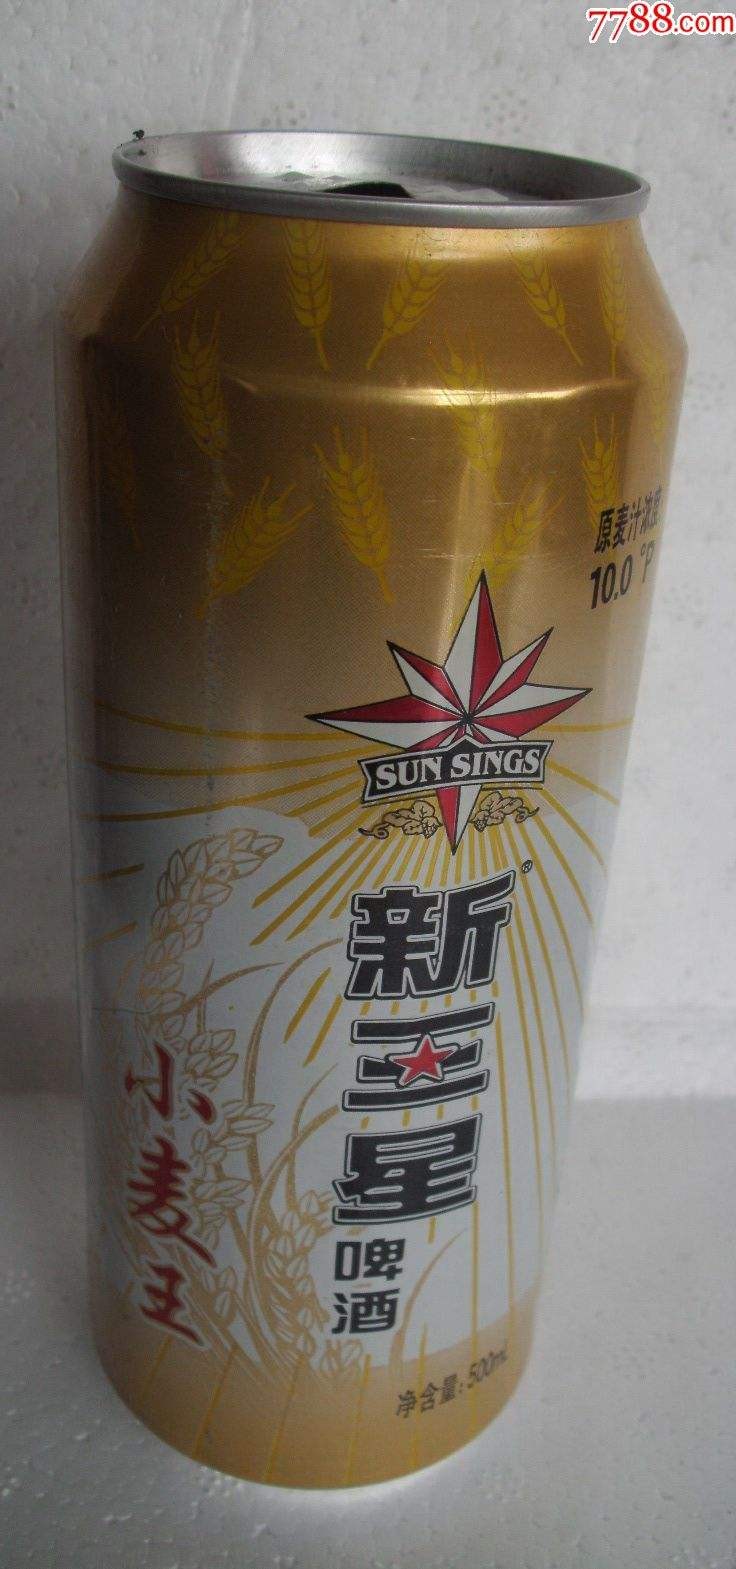 7788.com
原麦汁浓度
10.0 °P
SUN SINGS
新三星®
啤酒
小麦王
净含量:500mL